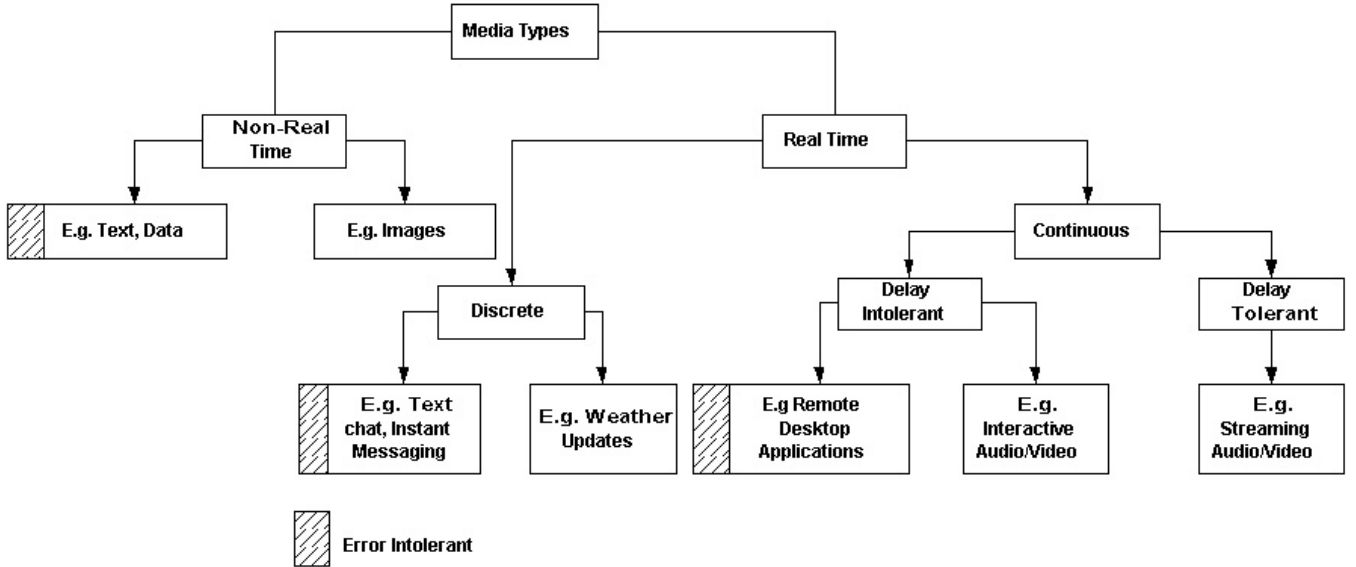 Media Types
Non-Real
Time
Real Time
E.g. Text, Data
E.g. Images
Continuous
Discrete
Delay
Intolerant
Delay
Tolerant
E.g. Text
chat, Instant
Messaging
E.g. Weather
Updates
E.g Remote
Desktop
Applications
E.g.
Interactive
Audio/Video
E.g.
Streaming
Audio/Video
Error Intolerant